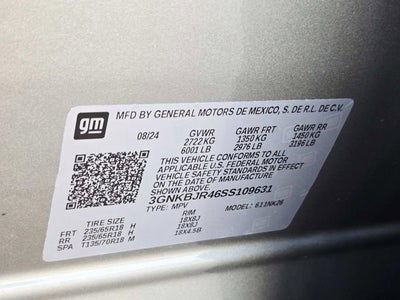 gm
MFD BY GENERAL MOTORS DE MEXICO, S. DE R.L. DE C.V.
08/24 GVWR GAWR FRT GAWR RR
2722 KG 1350 KG 1450 KG
6001 LB 2976 LB 3196 LB
THIS VEHICLE CONFORMS TO ALL
APPLICABLE U.S. FEDERAL MOTOR
VEHICLE SAFETY STANDARDS IN EFFECT
ON THE DATE OF MANUFACTURE
SHOWN ABOVE.
3GNKBJR46SS109631
TYPE: MPV MODEL: 611NK26
TIRE SIZE RIM
FRT 235/65R18 H 18X8J
RR 235/65R18 H 18X8J
SPA T135/70R18 M 18X4.5B